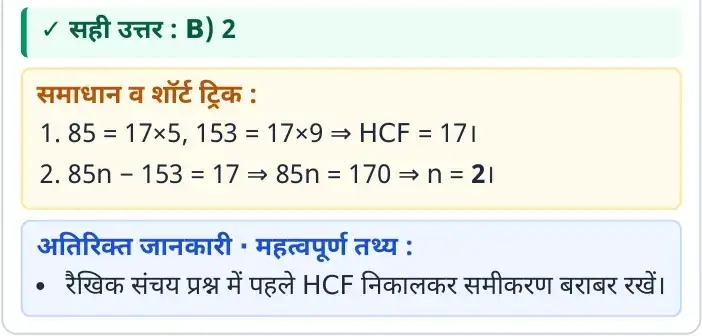 ✓ सही उत्तर : B) 2
समाधान व शॉर्ट ट्रिक :
1. 85 = 17×5, 153 = 17×9 ⇒ HCF = 17।
2. 85n − 153 = 17 ⇒ 85n = 170 ⇒ n = 2।
अतिरिक्त जानकारी · महत्वपूर्ण तथ्य :
• रैखिक संचय प्रश्न में पहले HCF निकालकर समीकरण बराबर रखें।